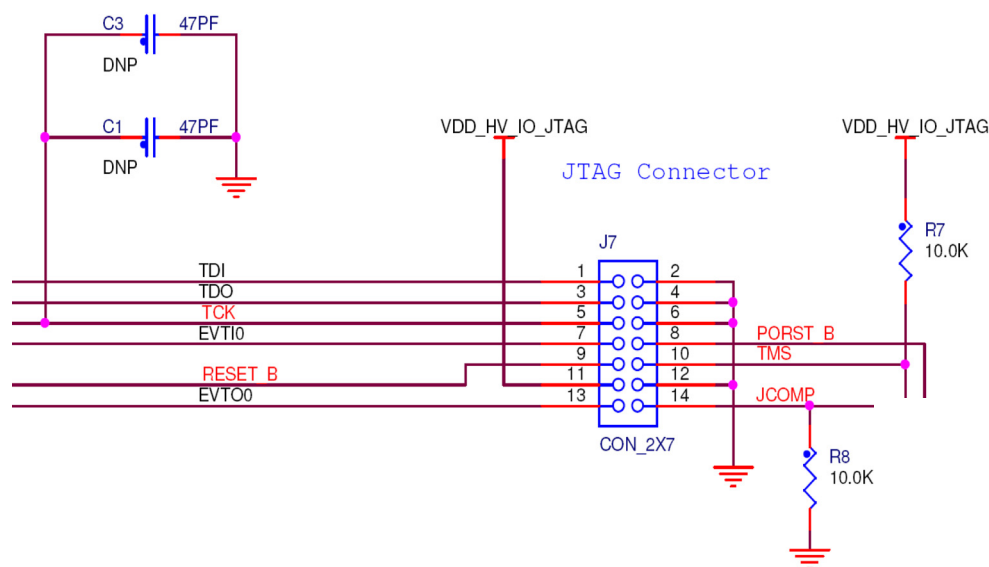 C3 47PF
DNP
C1 47PF
DNP
VDD_HV_IO_JTAG
VDD_HV_IO_JTAG
JTAG Connector
R7
10.0K
J7
TDI 1 2
TDO 3 4
TCK 5 6
EVTI0 7 8 PORST_B
9 10 TMS
RESET_B 11 12
EVTO0 13 14 JCOMP
CON_2X7
R8
10.0K